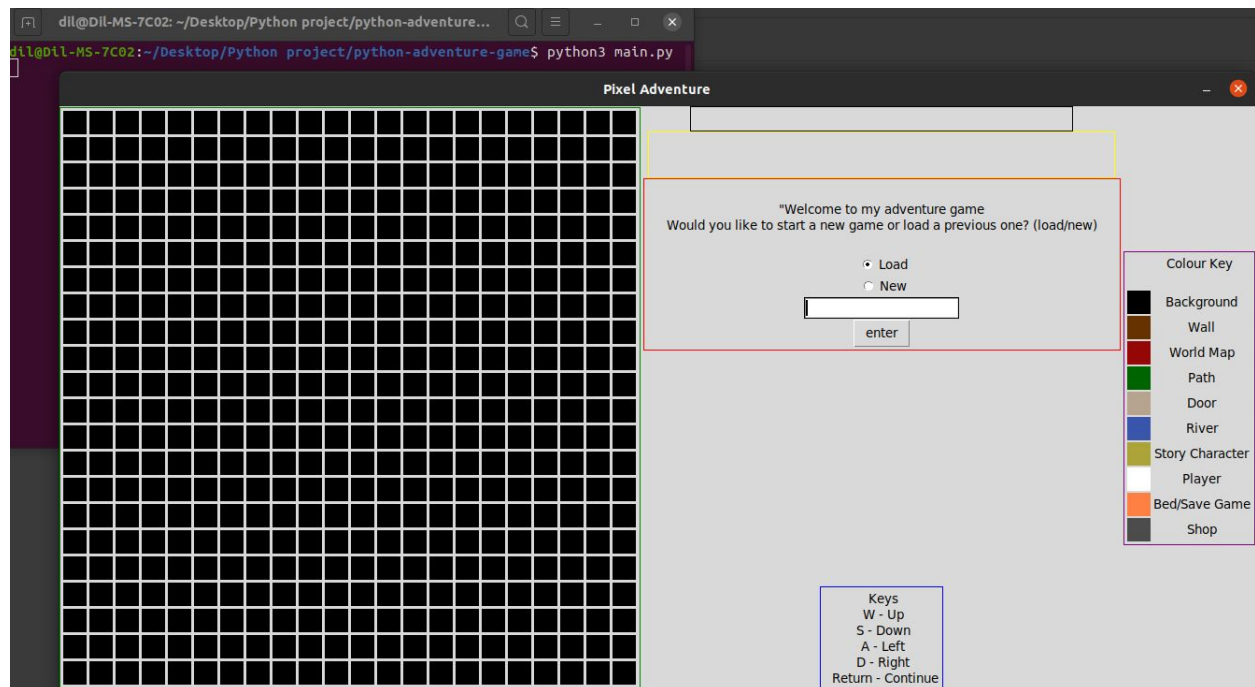 dil@Dil-MS-7C02: ~/Desktop/Python project/python-adventure...
dil@Dil-MS-7C02:~/Desktop/Python project/python-adventure-game$ python3 main.py
Pixel Adventure
"Welcome to my adventure game
Would you like to start a new game or load a previous one? (load/new)
Load
New
enter
Colour Key
Background
Wall
World Map
Path
Door
River
Story Character
Player
Bed/Save Game
Shop
Keys
W - Up
S - Down
A - Left
D - Right
Return - Continue